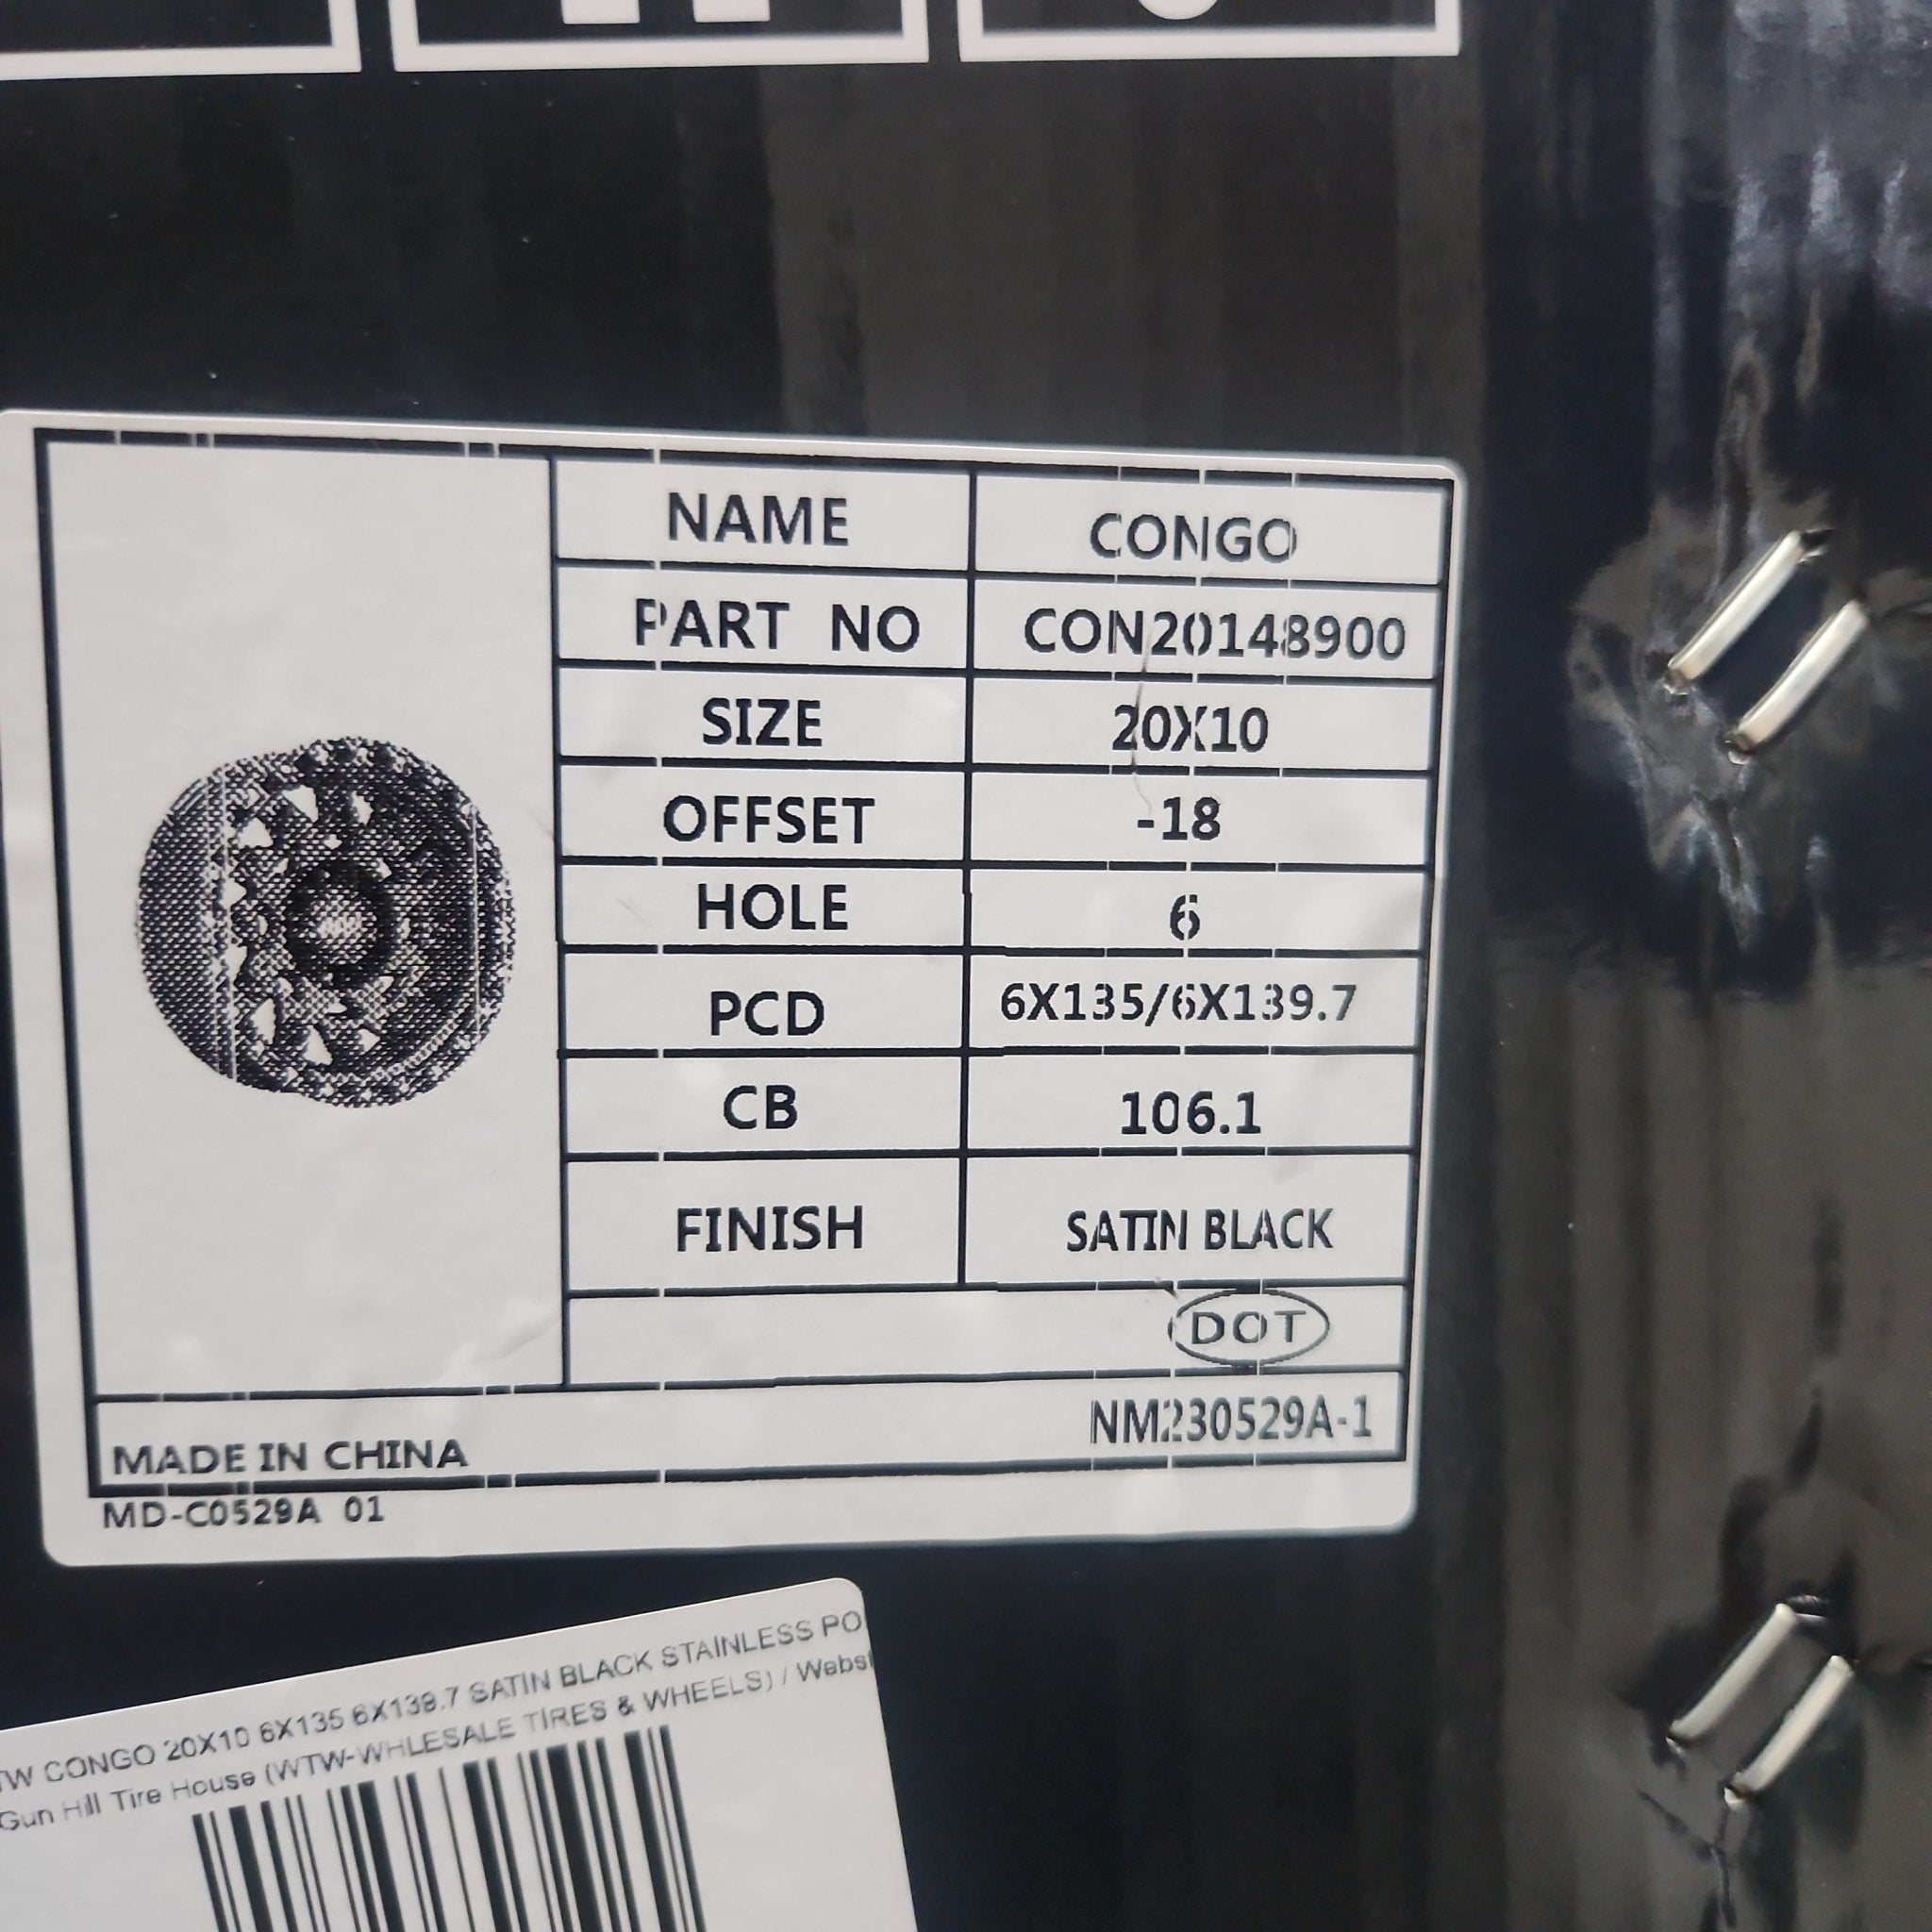 NAME CONGO
PART NO CON20148900
SIZE 20X10
OFFSET -18
HOLE 6
PCD 6X135/6X139.7
CB 106.1
FINISH SATIN BLACK
DOT
NM230529A-1
MADE IN CHINA
MD-C0529A 01
CONGO 20X10 6X135 6X139.7 SATIN BLACK STAINLESS PO
Gun Hill Tire House (WTW-WHLESALE TIRES & WHEELS) / Webst